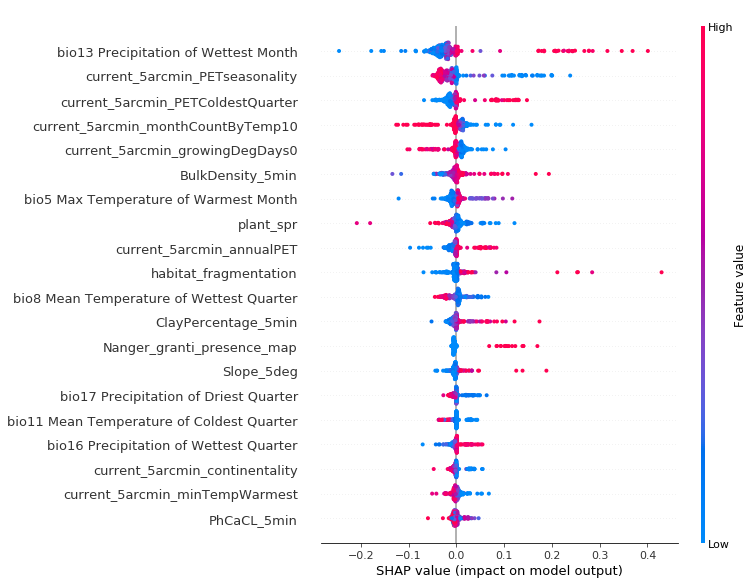 High
bio13 Precipitation of Wettest Month
current_5arcmin_PETseasonality
current_5arcmin_PETColdestQuarter
current_5arcmin_monthCountByTemp10
current_5arcmin_growingDegDays0
BulkDensity_5min
bio5 Max Temperature of Warmest Month
plant_spr
current_5arcmin_annualPET
habitat_fragmentation
bio8 Mean Temperature of Wettest Quarter
ClayPercentage_5min
Nanger_granti_presence_map
Slope_5deg
bio17 Precipitation of Driest Quarter
bio11 Mean Temperature of Coldest Quarter
bio16 Precipitation of Wettest Quarter
current_5arcmin_continentality
current_5arcmin_minTempWarmest
PhCaCL_5min
Feature value
Low
−0.2 −0.1 0.0 0.1 0.2 0.3 0.4
SHAP value (impact on model output)